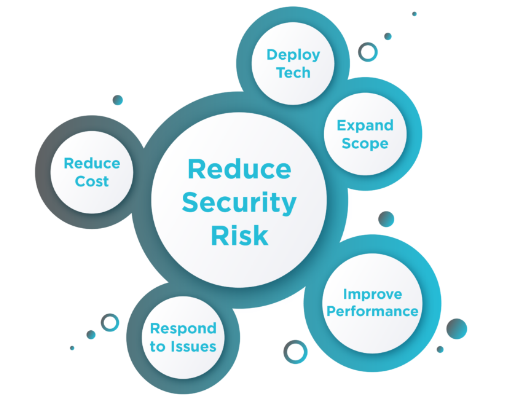 Deploy
Tech
Expand
Scope
Reduce
Cost
Reduce
Security
Risk
Improve
Performance
Respond
to Issues